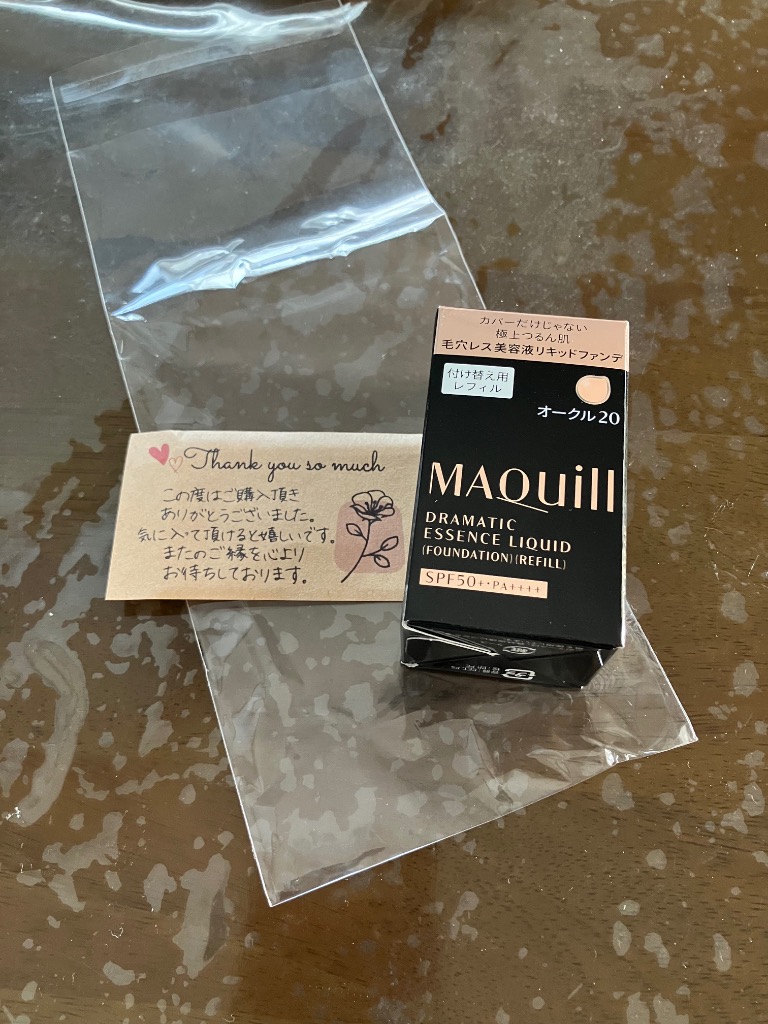 Thank you so much
この度はご購入頂き
ありがとうございました。
気に入って頂けると嬉しいです。
またのご縁を心より
お待ちしております。
カバーだけじゃない
極上つるん肌
毛穴レス美容液リキッドファンデ
付け替え用
レフィル
オークル20
MAQuill
DRAMATIC
ESSENCE LIQUID
(FOUNDATION)(REFILL)
SPF50+・PA++++